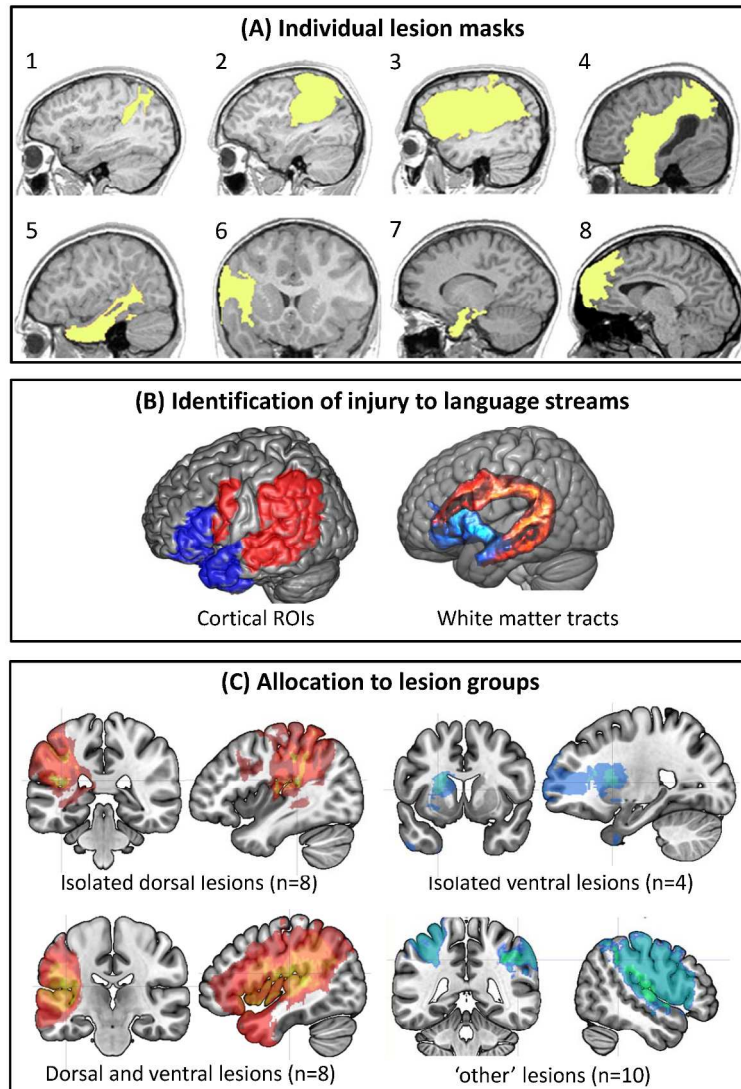 (A) Individual lesion masks
1 2 3 4
5 6 7 8
(B) Identification of injury to language streams
Cortical ROIs White matter tracts
(C) Allocation to lesion groups
Isolated dorsal lesions (n=8) Isolated ventral lesions (n=4)
Dorsal and ventral lesions (n=8) ‘other’ lesions (n=10)